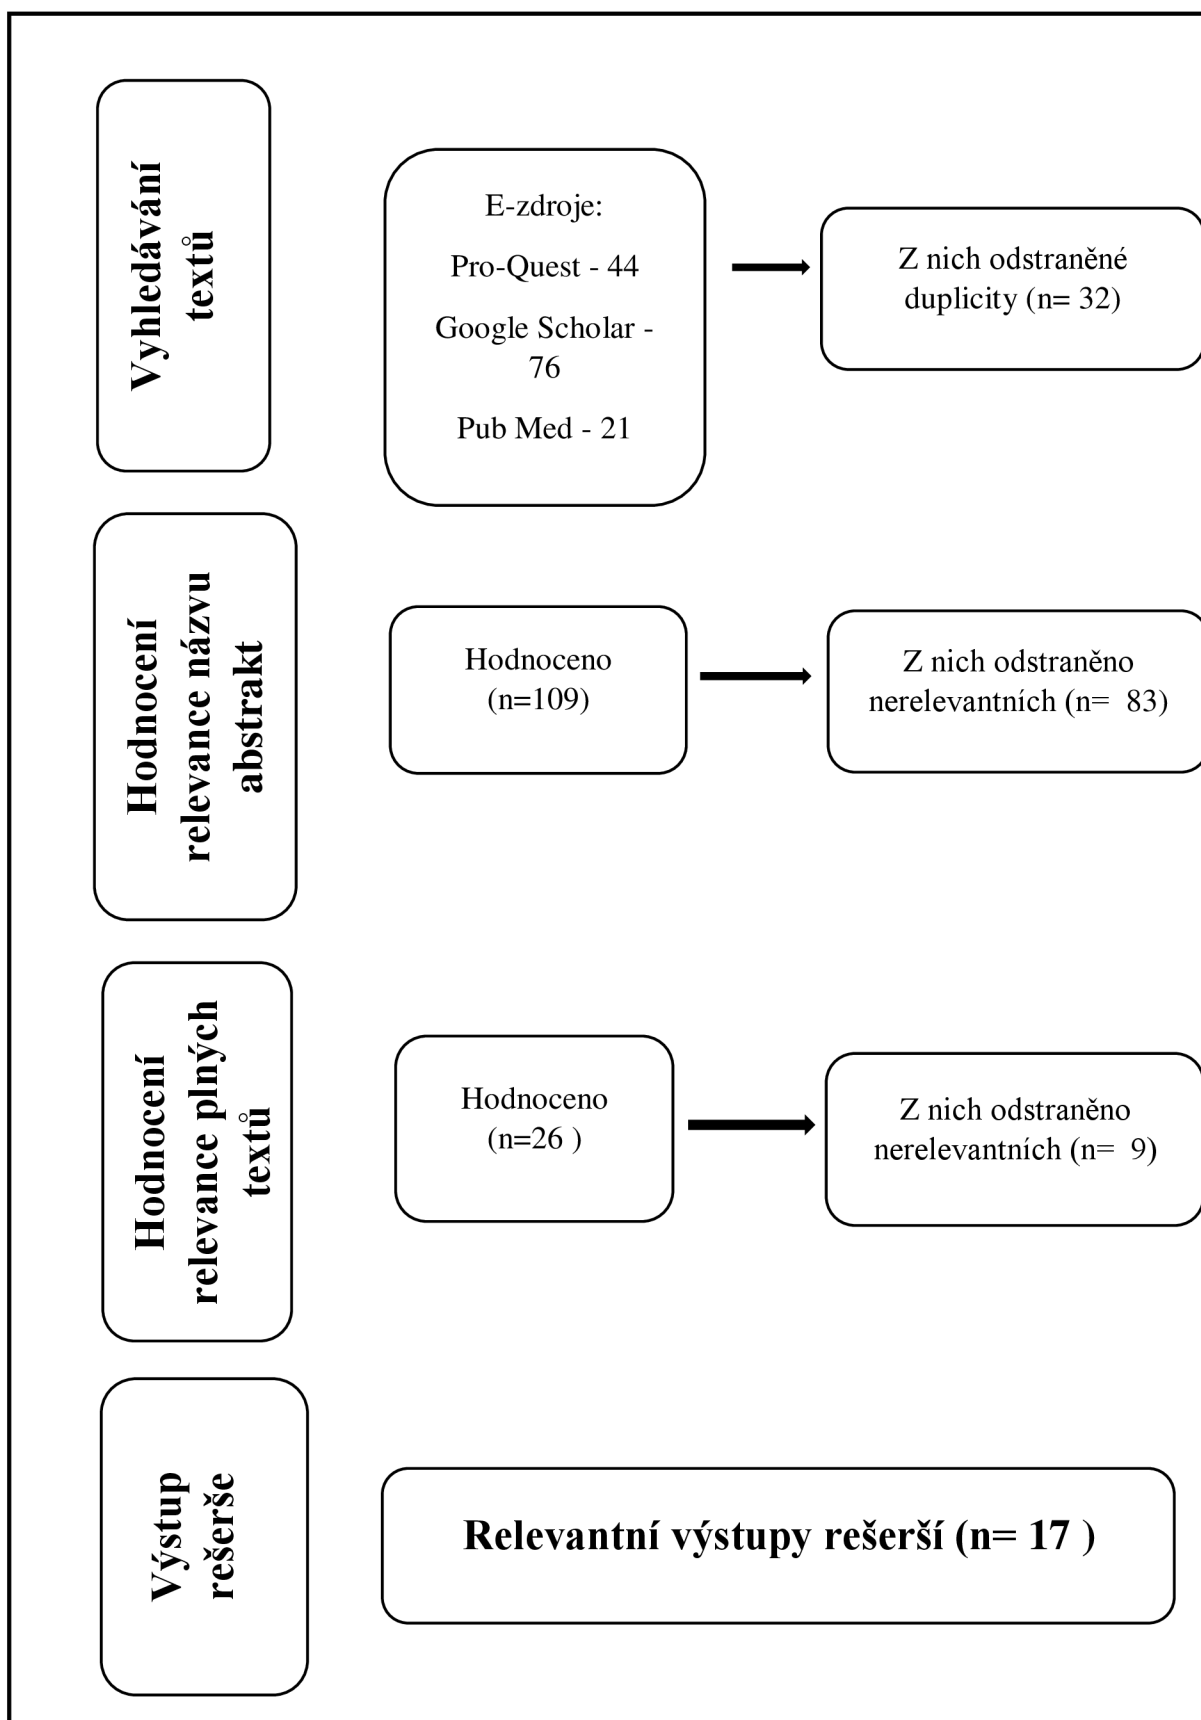 Vyhledávání
textů
E-zdroje:
Pro-Quest - 44
Google Scholar -
76
Pub Med - 21
Z nich odstraněné
duplicity (n= 32)
Hodnocení
relevance názvu
abstrakt
Hodnoceno
(n=109)
Z nich odstraněno
nerelevantních (n=  83)
Hodnocení
relevance plných
textů
Hodnoceno
(n=26 )
Z nich odstraněno
nerelevantních (n=  9)
Výstup
rešerše
Relevantní výstupy rešerší (n= 17 )